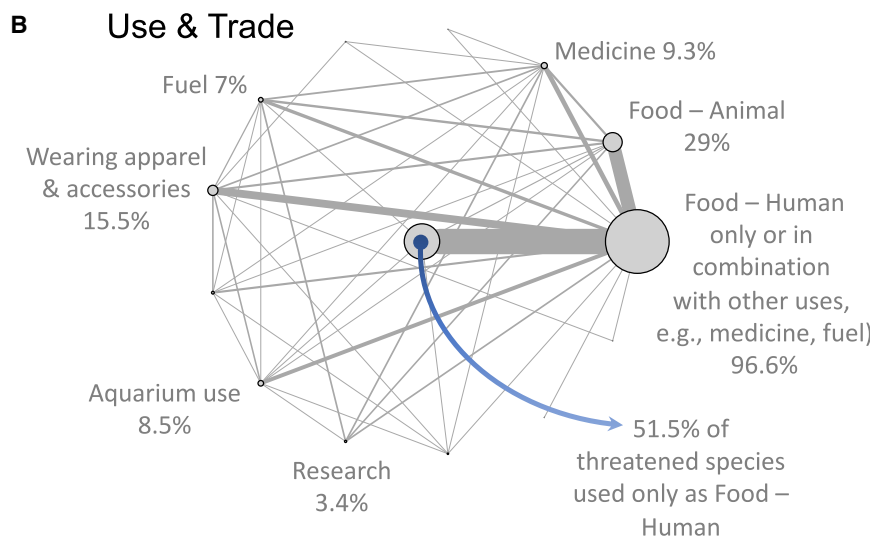 B
Use & Trade
Medicine 9.3%
Fuel 7%
Food – Animal
29%
Wearing apparel
& accessories
15.5%
Food – Human
only or in
combination
with other uses,
e.g., medicine, fuel)
96.6%
Aquarium use
8.5%
51.5% of
threatened species
used only as Food –
Human
Research
3.4%